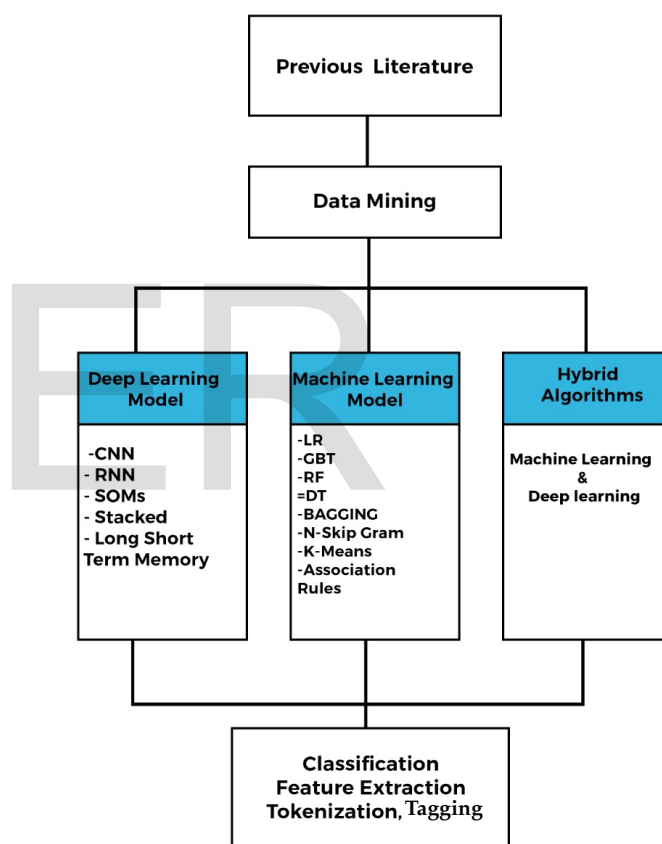 Previous Literature
Data Mining
Deep Learning
Model
-CNN
- RNN
- SOMs
- Stacked
- Long Short
Term Memory
Machine Learning
Model
-LR
-GBT
-RF
=DT
-BAGGING
-N-Skip Gram
-K-Means
-Association
Rules
Hybrid
Algorithms
Machine Learning
&
Deep learning
Classification
Feature Extraction
Tokenization, Tagging
ER